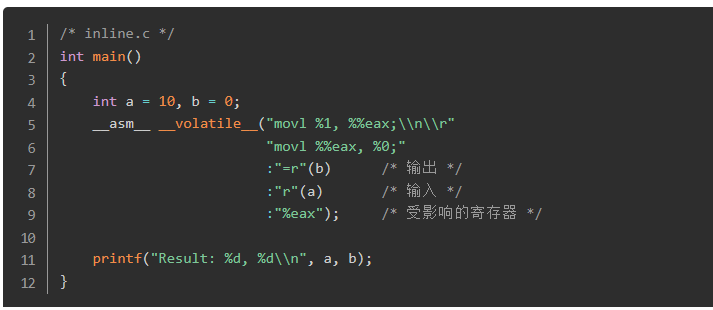 1 /* inline.c */
2 int main()
3 {
4     int a = 10, b = 0;
5     __asm__ __volatile__("movl %1, %%eax;\\n\\r"
6                          "movl %%eax, %0;"
7                          :"=r"(b)      /* 输出 */
8                          :"r"(a)       /* 输入 */
9                          :"%eax");     /* 受影响的寄存器 */
10
11     printf("Result: %d, %d\\n", a, b);
12 }